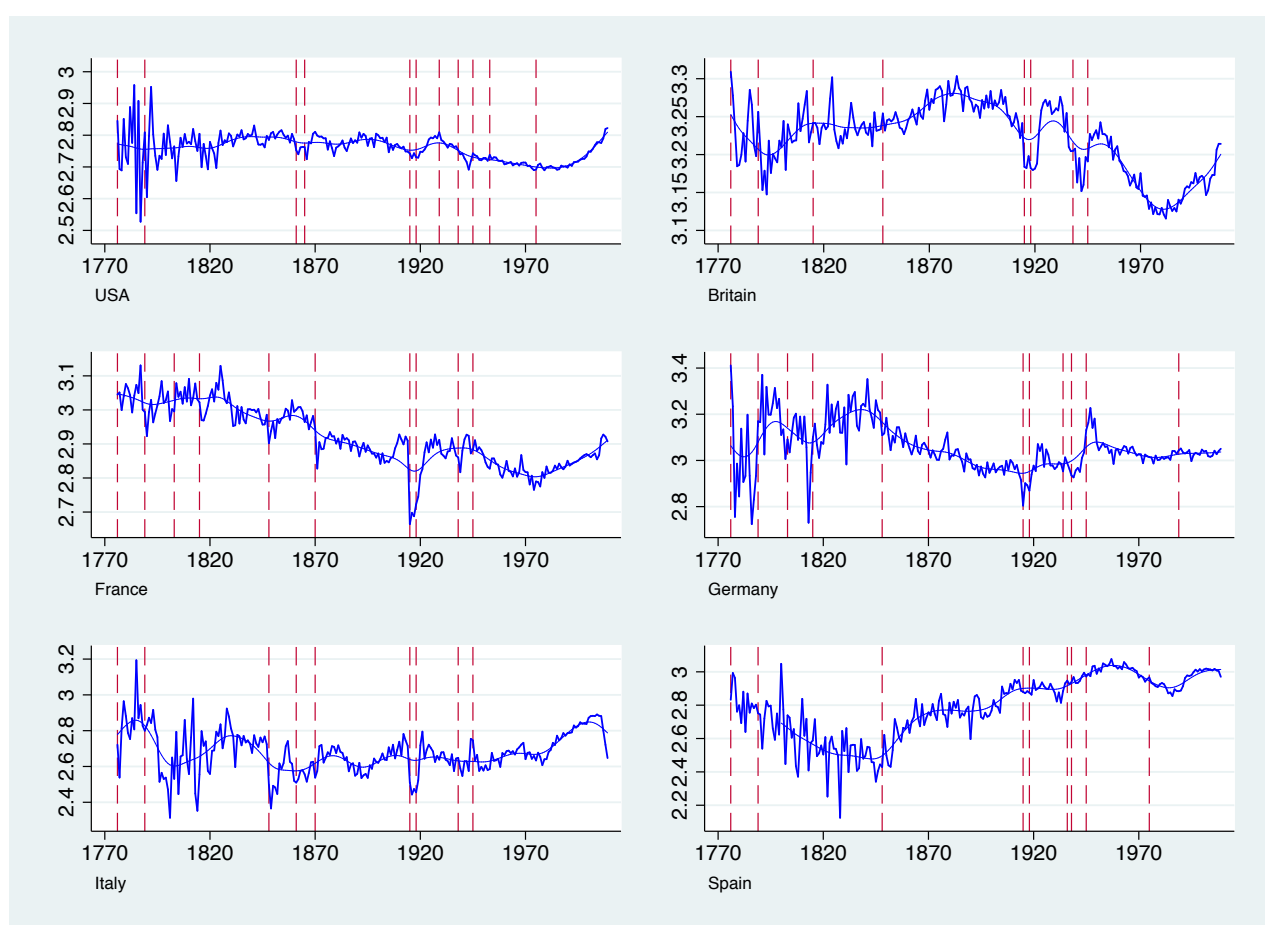 2.5 2.6 2.7 2.8 2.9 3
1770 1820 1870 1920 1970
USA
3.1 3.15 3.2 3.25 3.3
1770 1820 1870 1920 1970
Britain
2.7 2.8 2.9 3 3.1
1770 1820 1870 1920 1970
France
2.8 3 3.2 3.4
1770 1820 1870 1920 1970
Germany
2.4 2.6 2.8 3 3.2
1770 1820 1870 1920 1970
Italy
2.2 2.4 2.6 2.8 3
1770 1820 1870 1920 1970
Spain